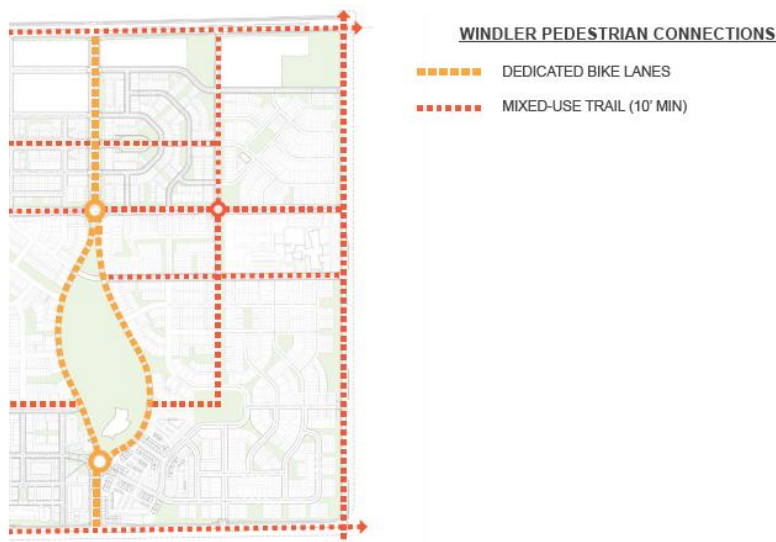 WINDLER PEDESTRIAN CONNECTIONS
DEDICATED BIKE LANES
MIXED-USE TRAIL (10' MIN)